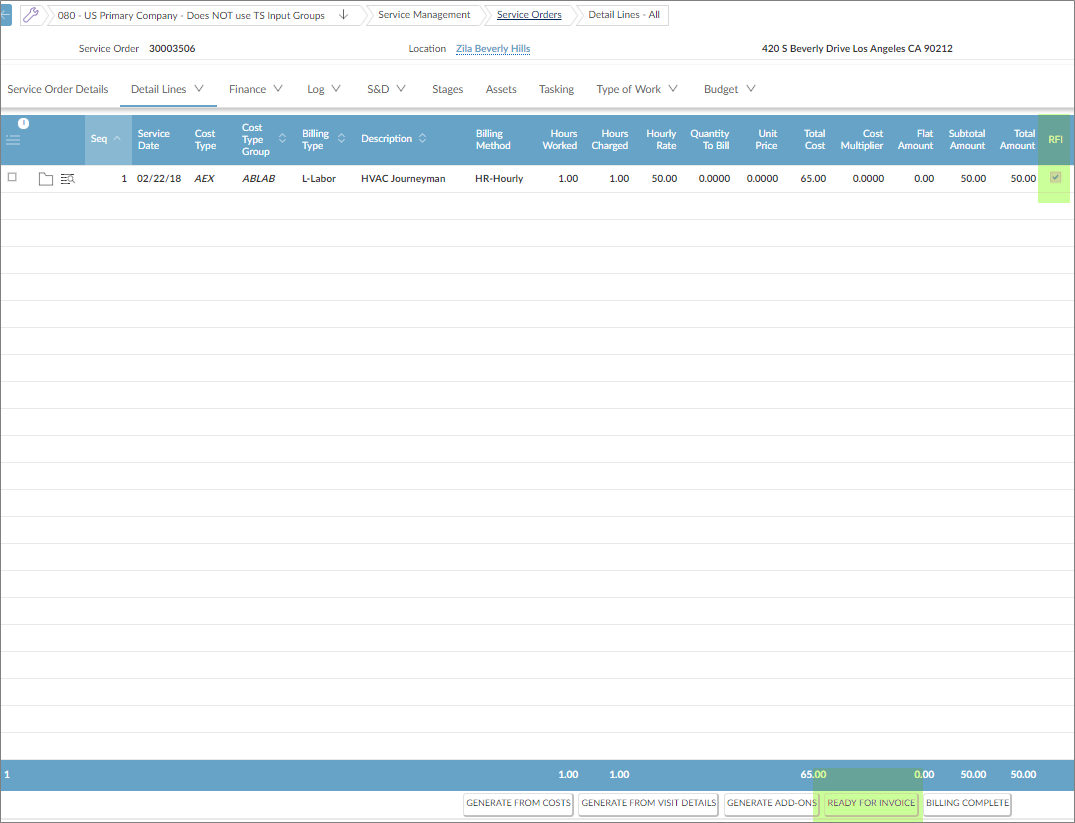 080 - US Primary Company - Does NOT use TS Input Groups Service Management Service Orders Detail Lines - All
Service Order 30003506 Location Zila Beverly Hills 420 S Beverly Drive Los Angeles CA 90212
Service Order Details Detail Lines Finance Log S&D Stages Assets Tasking Type of Work Budget
Seq Service Date Cost Type Cost Type Group Billing Type Description Billing Method Hours Worked Hours Charged Hourly Rate Quantity To Bill Unit Price Total Cost Cost Multiplier Flat Amount Subtotal Amount Total Amount RFI
1 02/22/18 AEX ABLAB L-Labor HVAC Journeyman HR-Hourly 1.00 1.00 50.00 0.0000 0.0000 65.00 0.0000 0.00 50.00 50.00
1 1.00 1.00 65.00 0.00 50.00 50.00
GENERATE FROM COSTS GENERATE FROM VISIT DETAILS GENERATE ADD-ONS READY FOR INVOICE BILLING COMPLETE